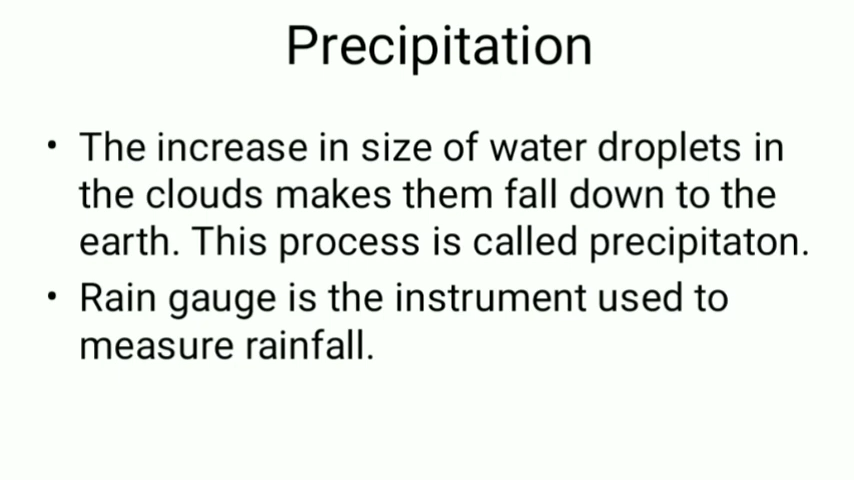 Precipitation
• The increase in size of water droplets in
the clouds makes them fall down to the
earth. This process is called precipitaton.
• Rain gauge is the instrument used to
measure rainfall.